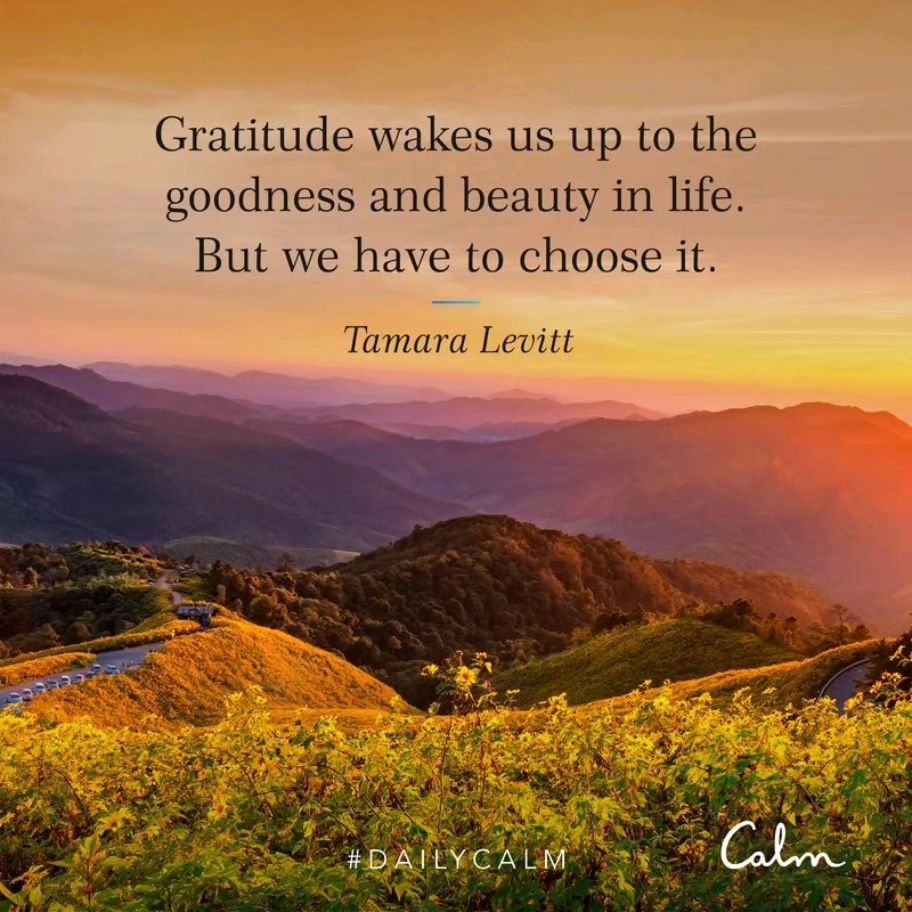 Gratitude wakes us up to the
goodness and beauty in life.
But we have to choose it.
Tamara Levitt
#DAILYCALM
Calm